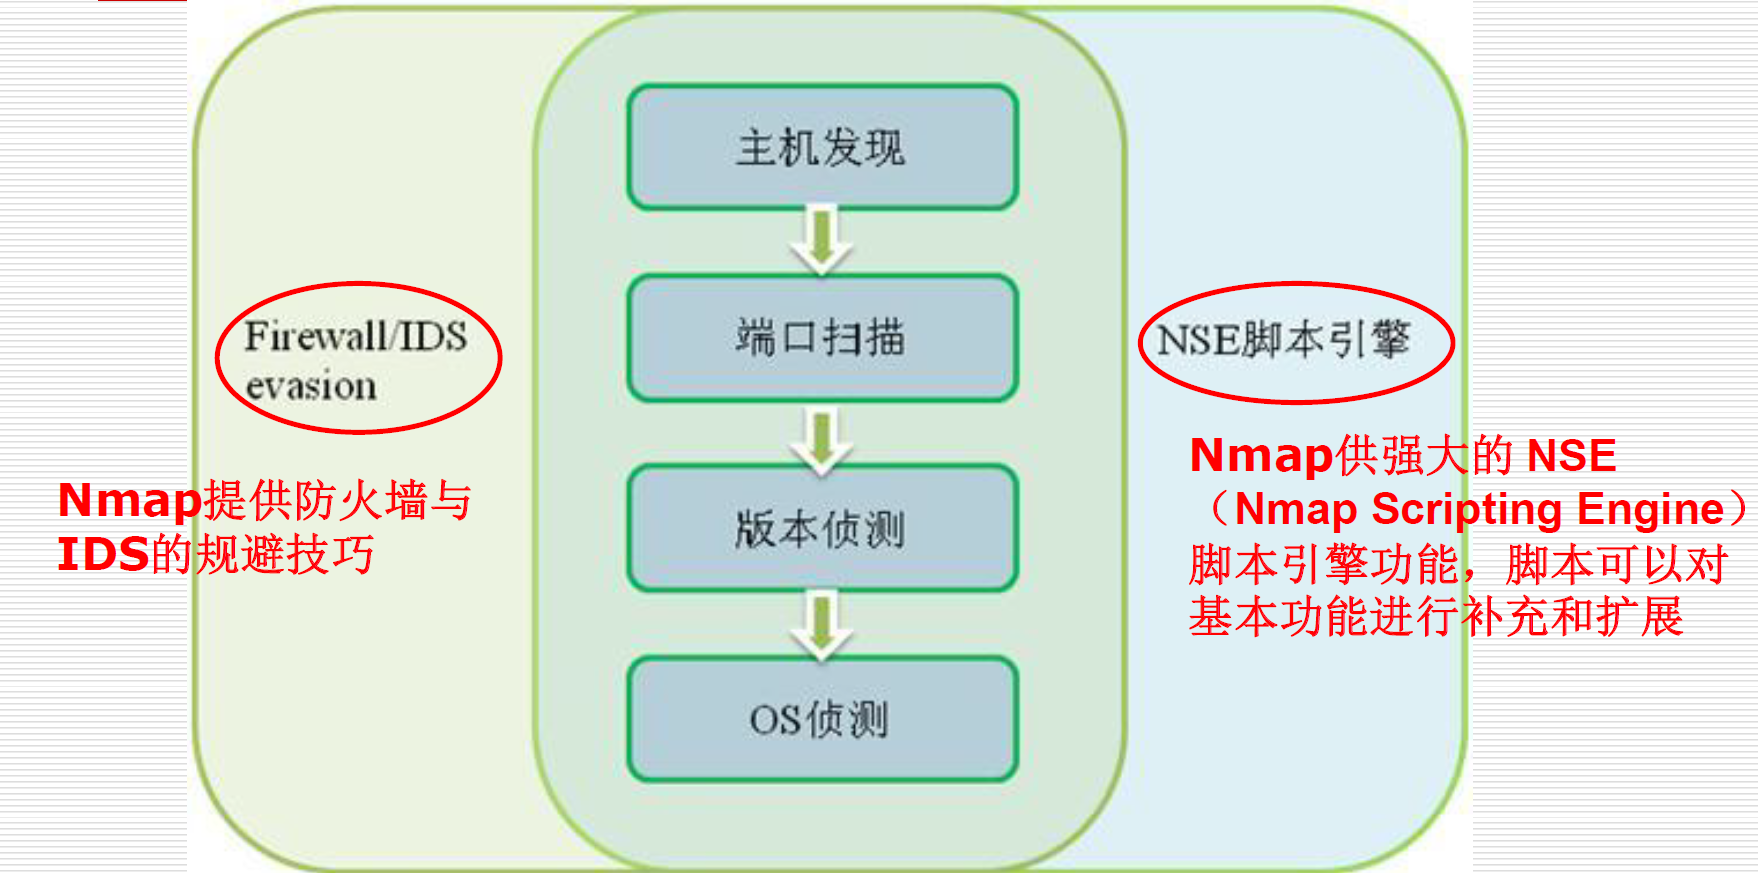 主机发现
端口扫描
版本侦测
OS侦测
Firewall/IDS
evasion
Nmap提供防火墙与
IDS的规避技巧
NSE脚本引擎
Nmap供强大的 NSE
（Nmap Scripting Engine）
脚本引擎功能，脚本可以对
基本功能进行补充和扩展